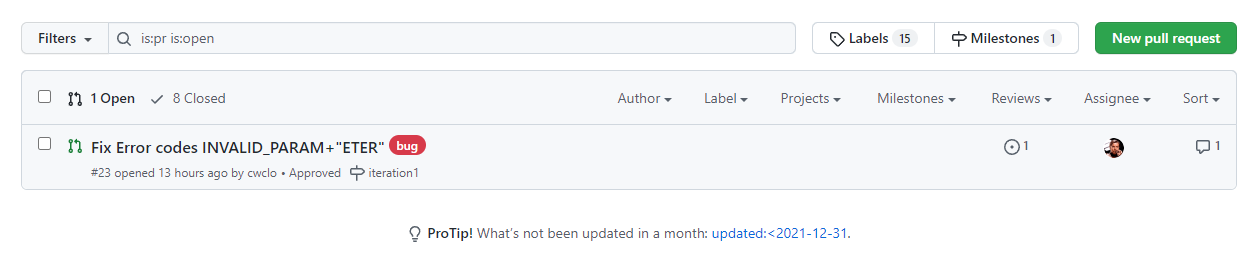 Filters is:pr is:open Labels 15 Milestones 1 New pull request
1 Open 8 Closed Author Label Projects Milestones Reviews Assignee Sort
Fix Error codes INVALID_PARAM+"ETER" bug 1 1
#23 opened 13 hours ago by cwclo • Approved iteration1
ProTip! What's not been updated in a month: updated:<2021-12-31.